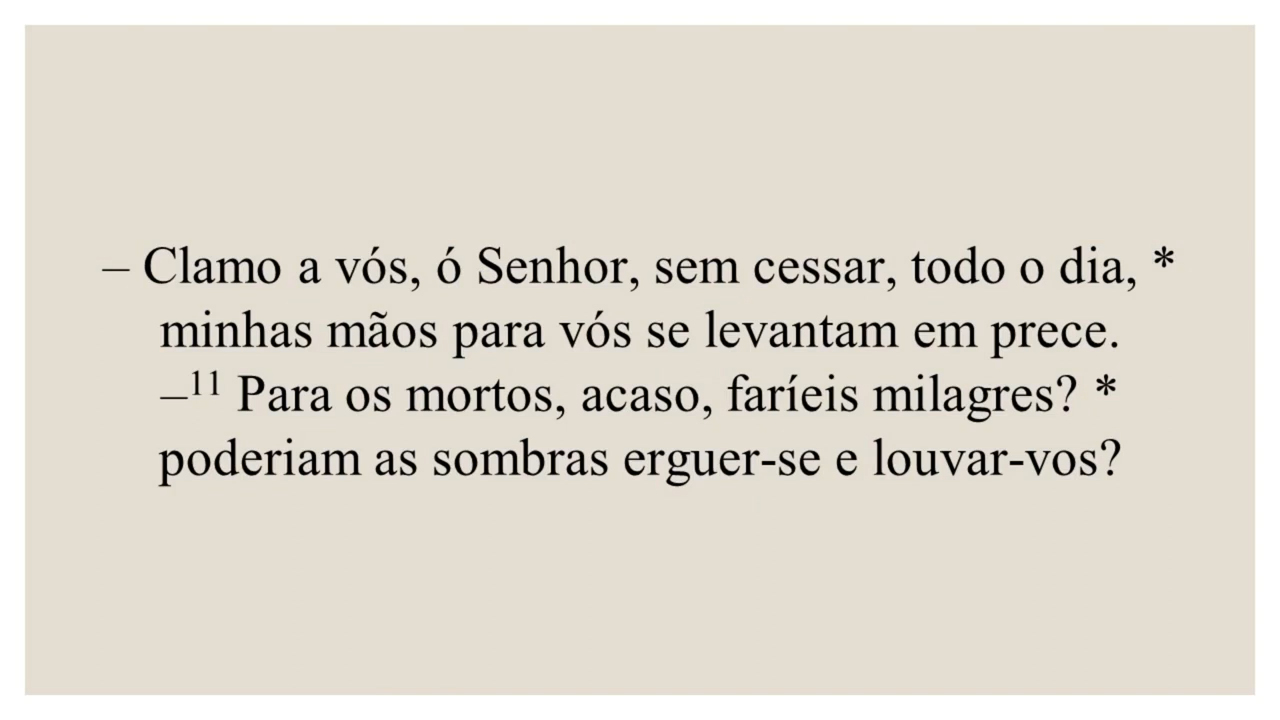 – Clamo a vós, ó Senhor, sem cessar, todo o dia, *
minhas mãos para vós se levantam em prece.
–¹¹ Para os mortos, acaso, faríeis milagres? *
poderiam as sombras erguer-se e louvar-vos?